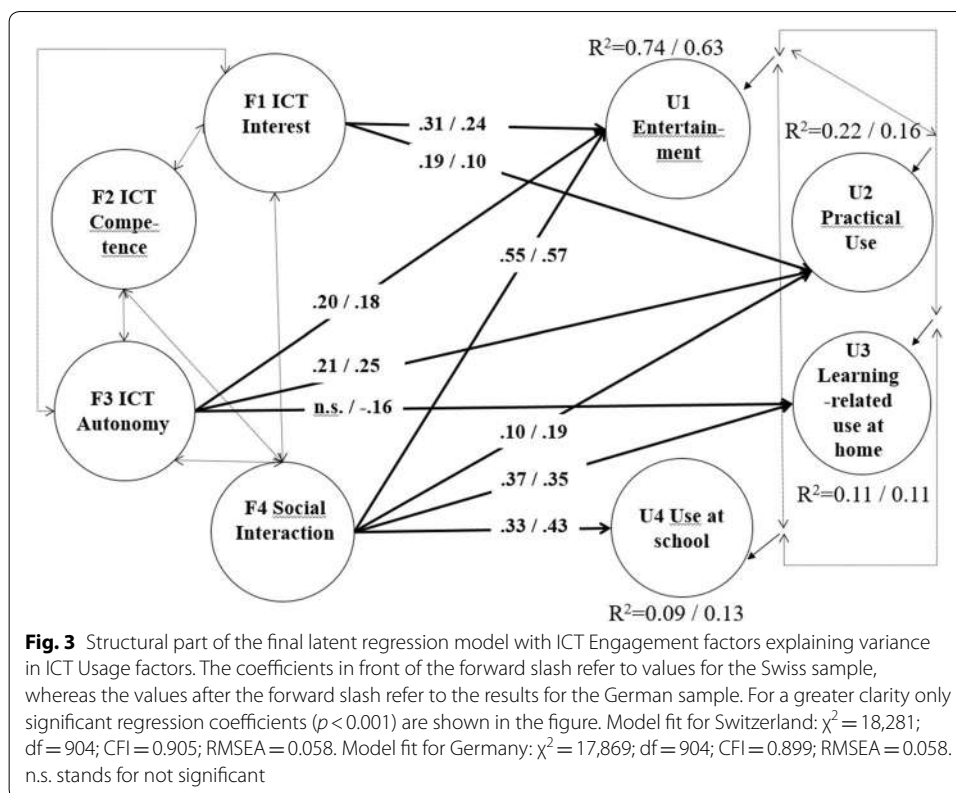 R²=0.74 / 0.63
F1 ICT
Interest
U1
Entertain-
ment
.31 / .24
.19 / .10
R²=0.22 / 0.16
F2 ICT
Compe-
tence
U2
Practical
Use
.55 / .57
.20 / .18
.21 / .25
F3 ICT
Autonomy
n.s. / -.16
U3
Learning
-related
use at
home
.10 / .19
.37 / .35
R²=0.11 / 0.11
F4 Social
Interaction
.33 / .43
U4 Use at
school
R²=0.09 / 0.13
Fig. 3 Structural part of the final latent regression model with ICT Engagement factors explaining variance
in ICT Usage factors. The coefficients in front of the forward slash refer to values for the Swiss sample,
whereas the values after the forward slash refer to the results for the German sample. For a greater clarity only
significant regression coefficients (p < 0.001) are shown in the figure. Model fit for Switzerland: χ² = 18,281;
df = 904; CFI = 0.905; RMSEA = 0.058. Model fit for Germany: χ² = 17,869; df = 904; CFI = 0.899; RMSEA = 0.058.
n.s. stands for not significant